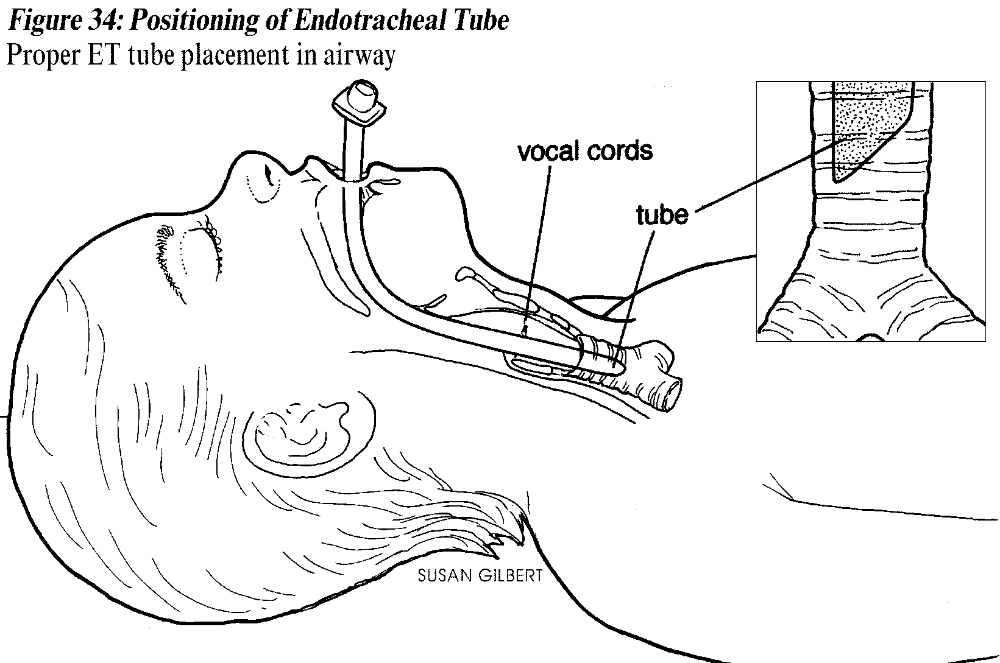 Figure 34: Positioning of Endotracheal Tube
Proper ET tube placement in airway
vocal cords
tube
SUSAN GILBERT